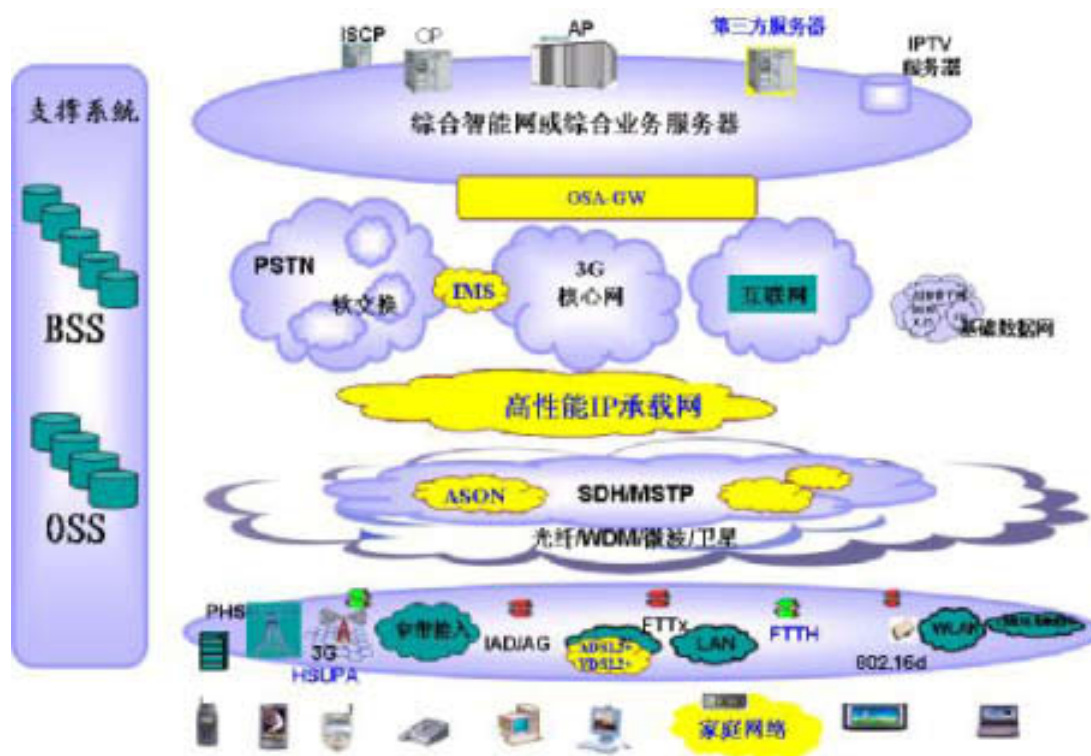 ISCP
CP
AP
第三方服务器
IPTV
服务器
支撑系统
综合智能网或综合业务服务器
OSA-GW
PSTN
软交换
IMS
3G
核心网
互联网
基础数据网
BSS
高性能IP承载网
OSS
ASON
SDH/MSTP
光纤/WDM/微波/卫星
PHS
3G
HSUPA
窄带接入
IAD/AG
ADSL2+
VDSL2+
FTTx
LAN
FTTH
802.16d
WLAN
家庭网络